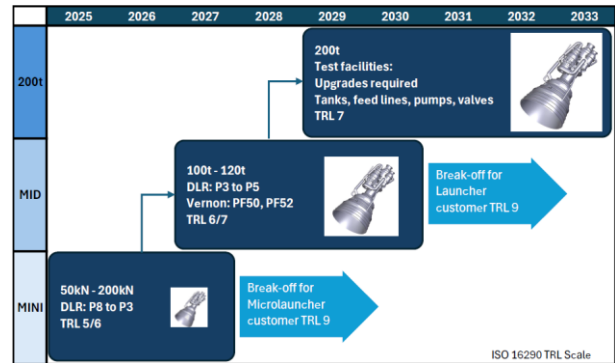 2025 2026 2027 2028 2029 2030 2031 2032 2033
200t
200t
Test facilities:
Upgrades required
Tanks, feed lines, pumps, valves
TRL 7
MID
100t - 120t
DLR: P3 to P5
Vernon: PF50, PF52
TRL 6/7
Break-off for
Launcher
customer TRL 9
MINI
50kN - 200kN
DLR: P8 to P3
TRL 5/6
Break-off for
Microlauncher
customer TRL 9
ISO 16290 TRL Scale